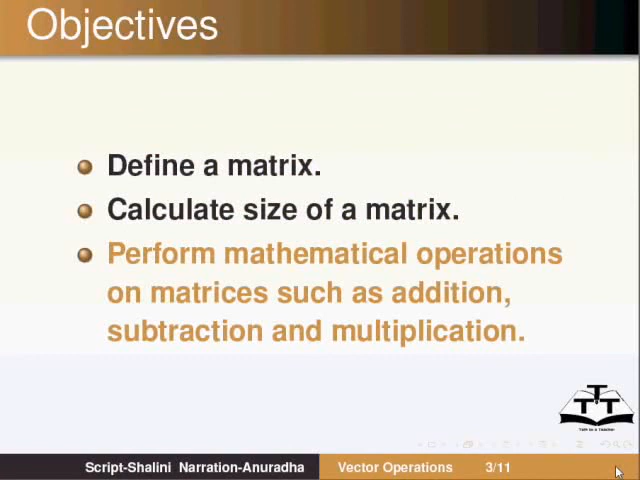 Objectives
Define a matrix.
Calculate size of a matrix.
Perform mathematical operations
on matrices such as addition,
subtraction and multiplication.
TTT
Script-Shalini Narration-Anuradha Vector Operations 3/11